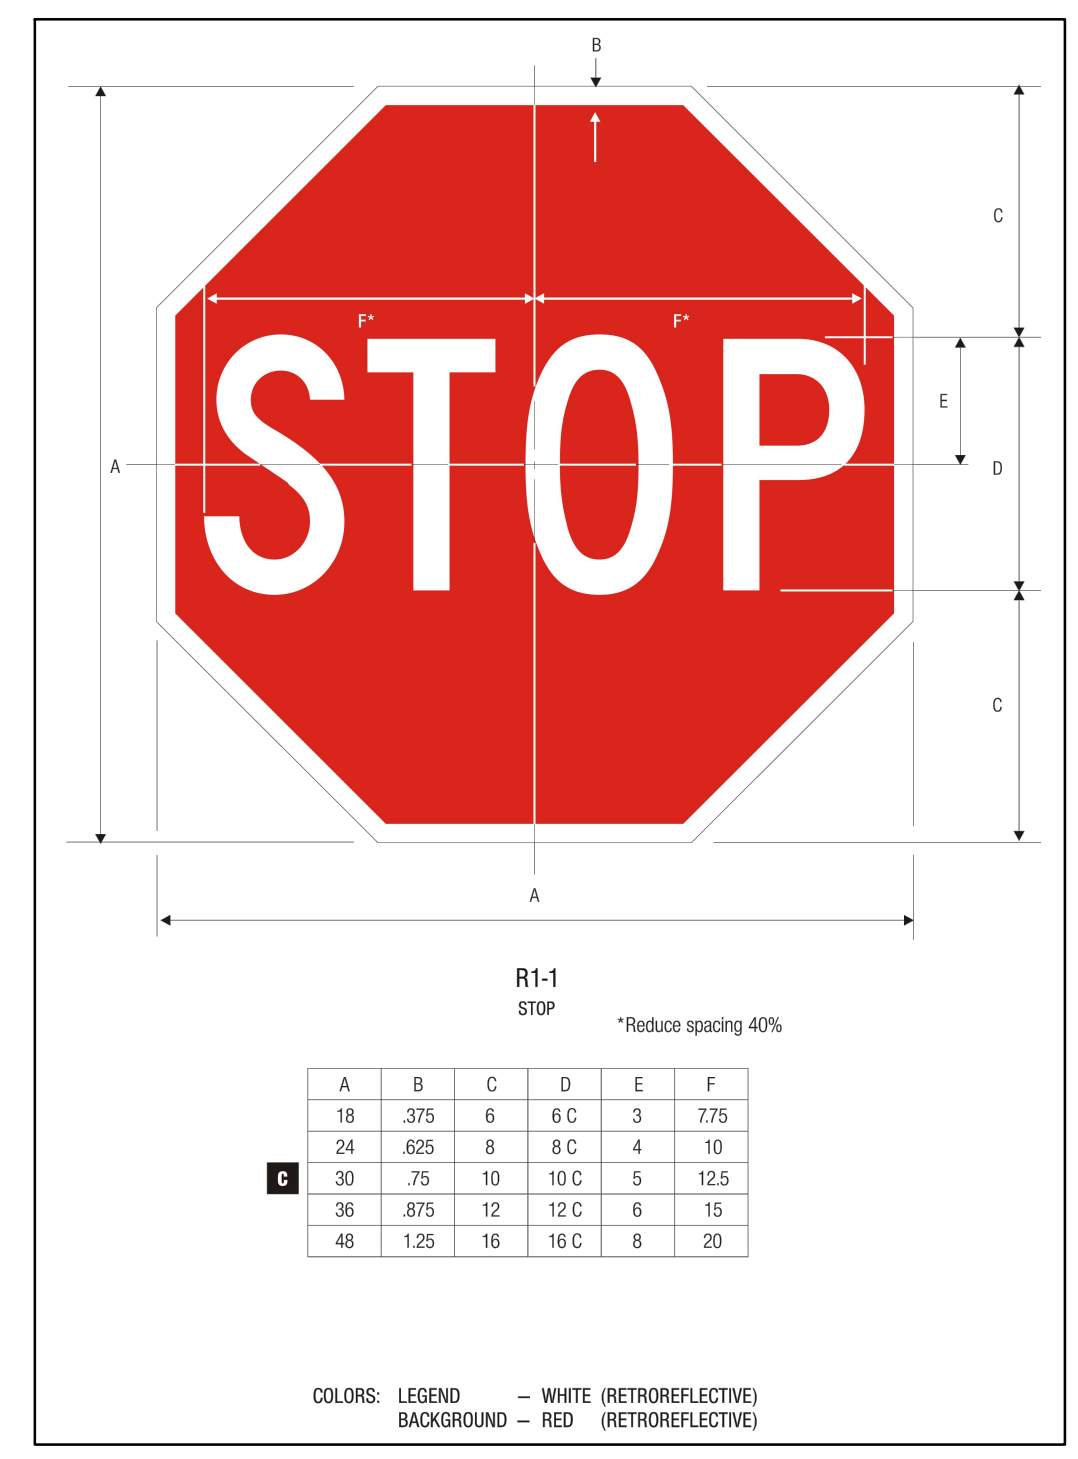 B
C
F* F*
STOP
E
A
D
C
A
R1-1
STOP
*Reduce spacing 40%
A B C D E F
18 .375 6 6 C 3 7.75
24 .625 8 8 C 4 10
C 30 .75 10 10 C 5 12.5
36 .875 12 12 C 6 15
48 1.25 16 16 C 8 20
COLORS: LEGEND – WHITE (RETROREFLECTIVE)
BACKGROUND – RED (RETROREFLECTIVE)